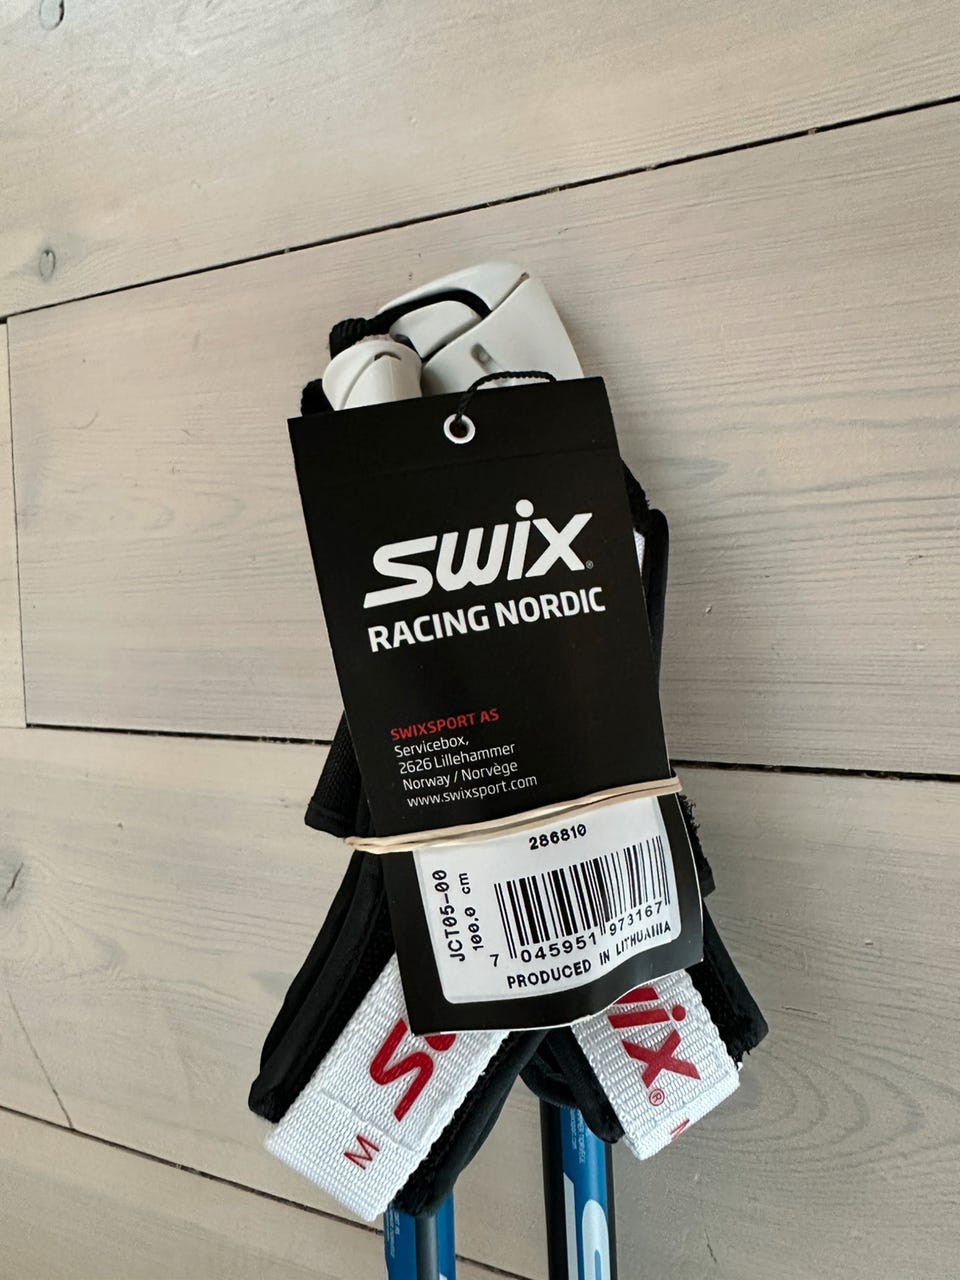 SWIX®
RACING NORDIC
SWIXSPORT AS
Servicebox,
2626 Lillehammer
Norway / Norvège
www.swixsport.com
286810
JCT05-00
100,0 cm
7 045951 973167
PRODUCED IN LITHUANIA
ix®
M